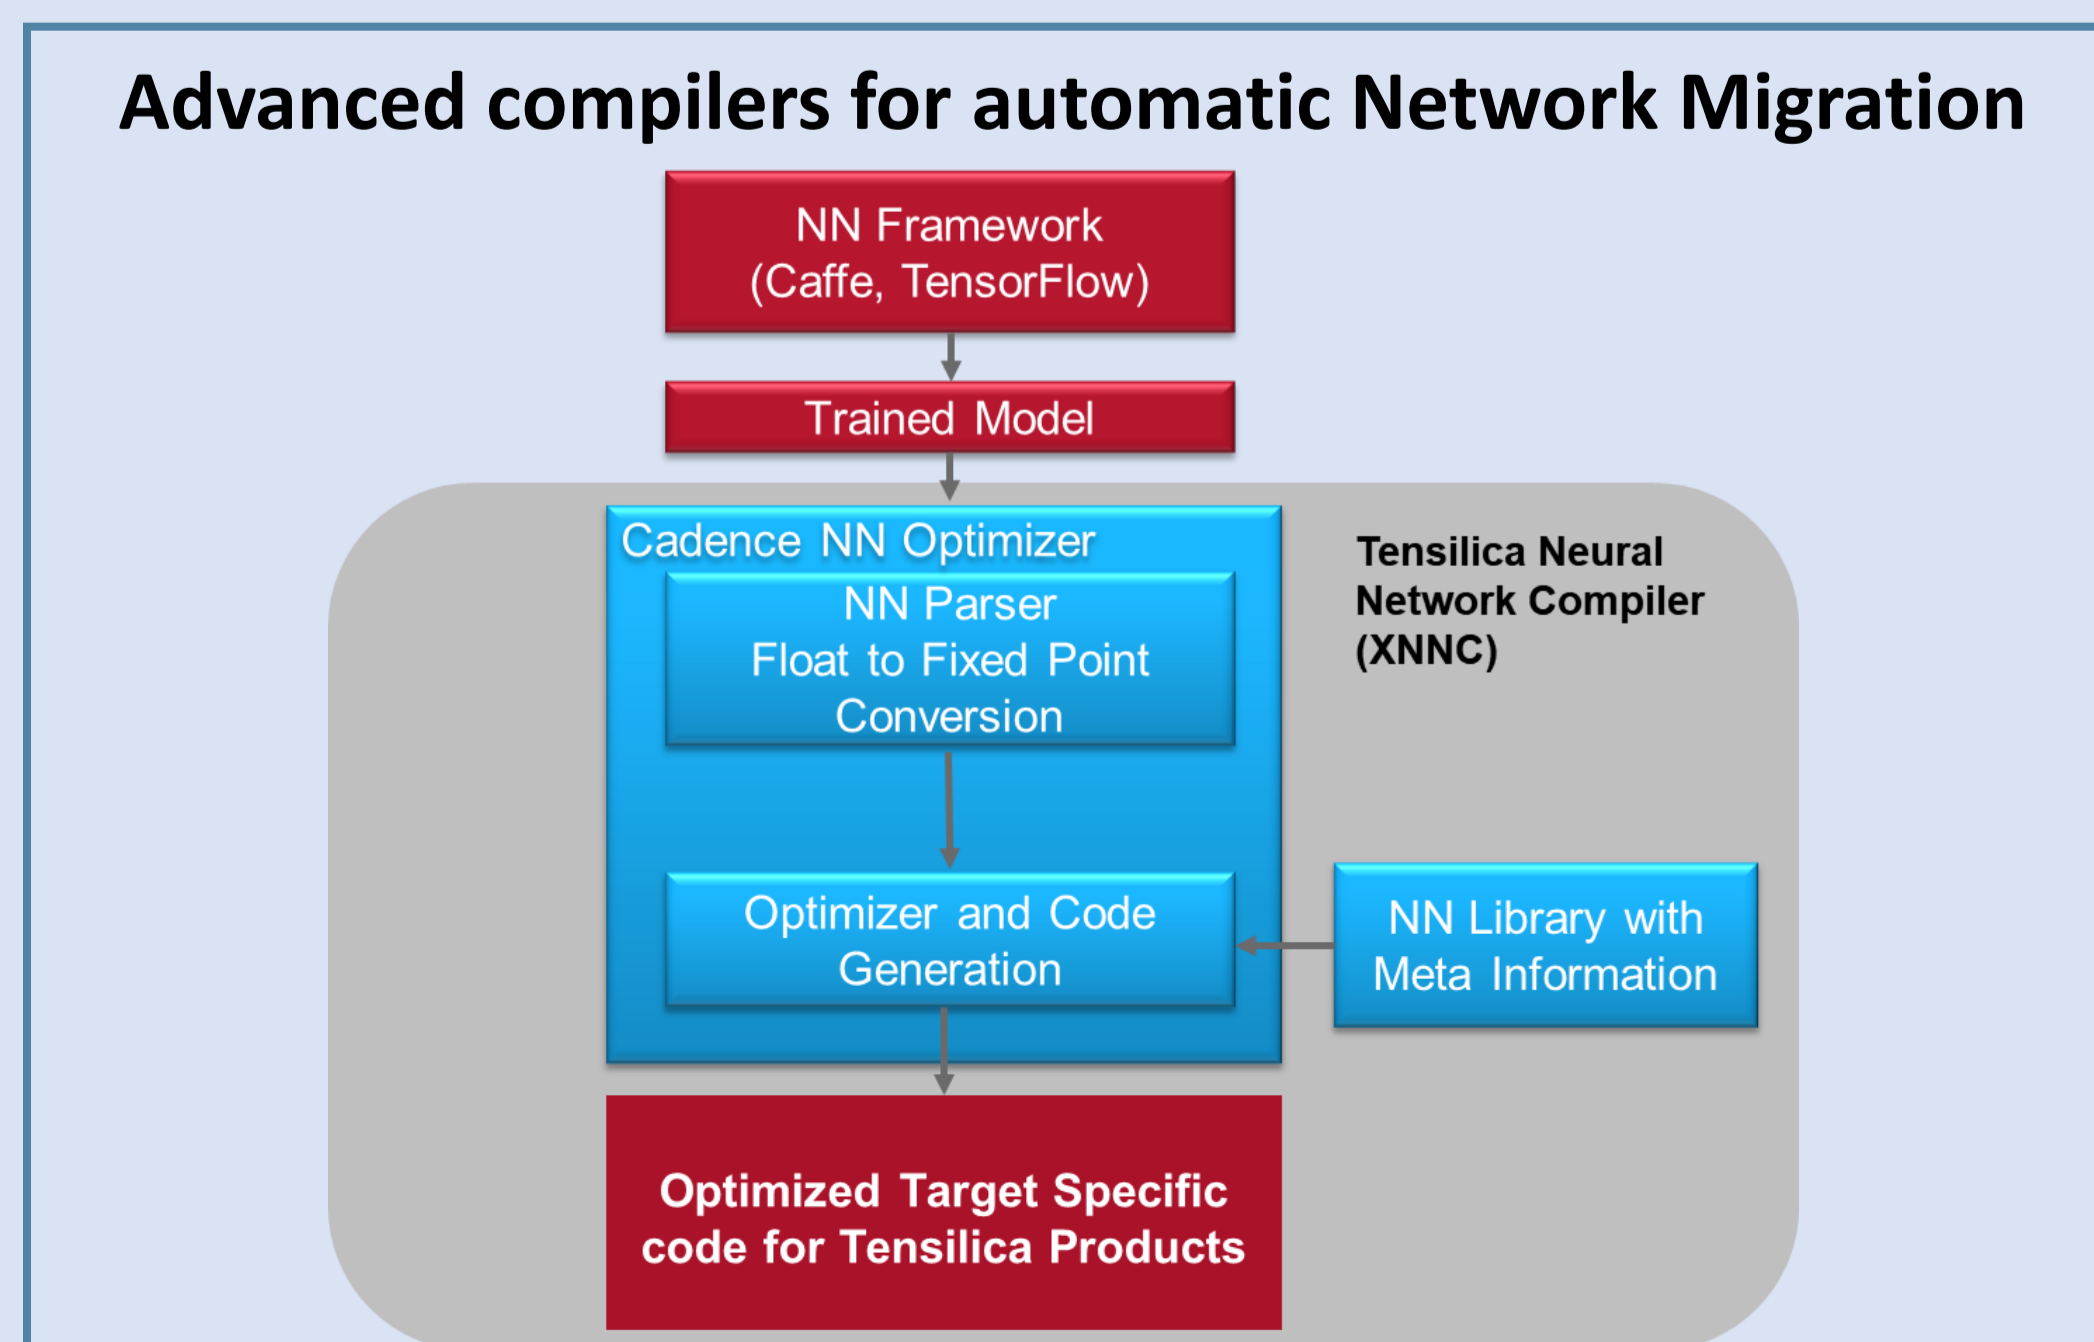 Advanced compilers for automatic Network Migration
NN Framework
(Caffe, TensorFlow)
Trained Model
Cadence NN Optimizer
NN Parser
Float to Fixed Point
Conversion
Tensilica Neural
Network Compiler
(XNNC)
Optimizer and Code
Generation
NN Library with
Meta Information
Optimized Target Specific
code for Tensilica Products